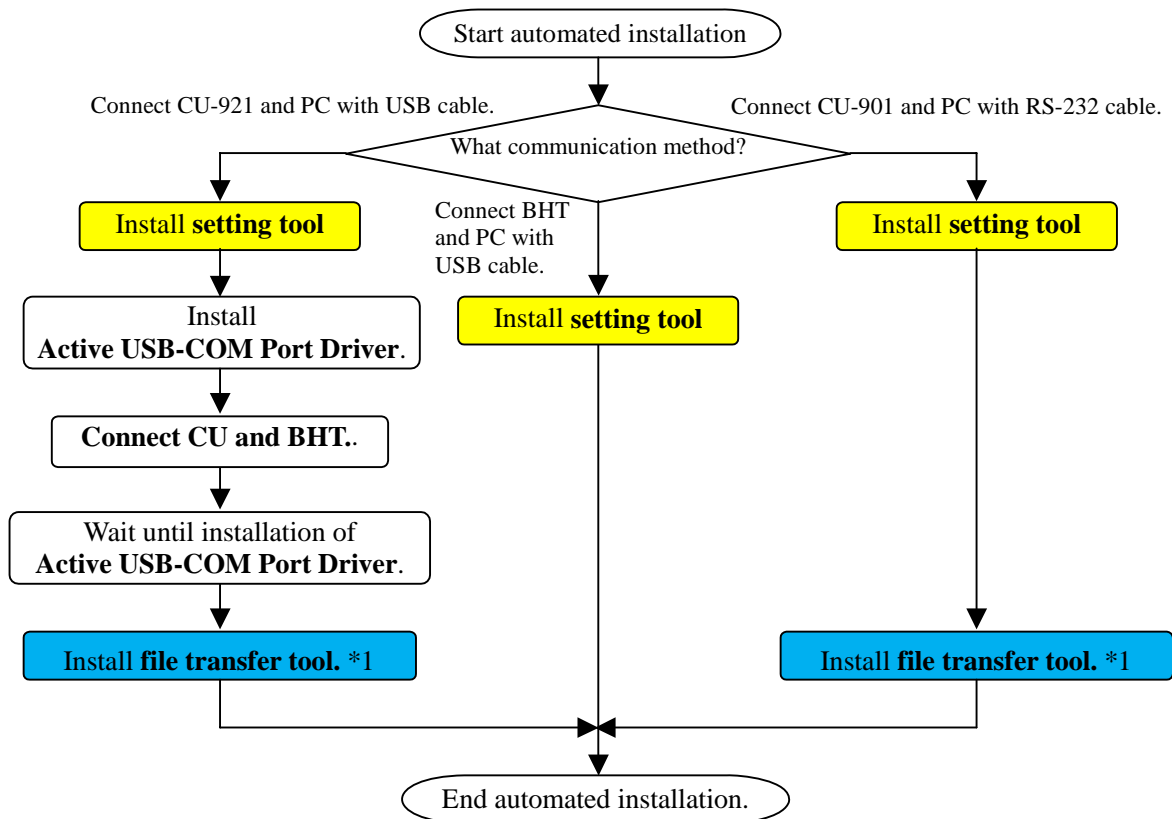 Start automated installation
Connect CU-921 and PC with USB cable.
Connect CU-901 and PC with RS-232 cable.
What communication method?
Install setting tool
Connect BHT
and PC with
USB cable.
Install setting tool
Install
Active USB-COM Port Driver.
Install setting tool
Connect CU and BHT..
Wait until installation of
Active USB-COM Port Driver.
Install file transfer tool. *1
Install file transfer tool. *1
End automated installation.